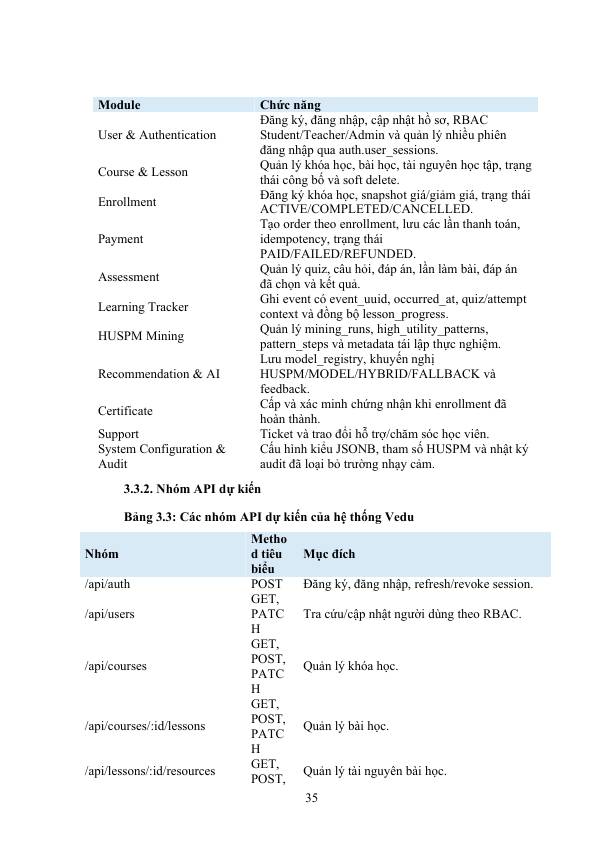 Module Chức năng
User & Authentication Đăng ký, đăng nhập, cập nhật hồ sơ, RBAC
Student/Teacher/Admin và quản lý nhiều phiên
đăng nhập qua auth.user_sessions.
Course & Lesson Quản lý khóa học, bài học, tài nguyên học tập, trạng
thái công bố và soft delete.
Enrollment Đăng ký khóa học, snapshot giá/giảm giá, trạng thái
ACTIVE/COMPLETED/CANCELLED.
Payment Tạo order theo enrollment, lưu các lần thanh toán,
idempotency, trạng thái
PAID/FAILED/REFUNDED.
Assessment Quản lý quiz, câu hỏi, đáp án, lần làm bài, đáp án
đã chọn và kết quả.
Learning Tracker Ghi event có event_uuid, occurred_at, quiz/attempt
context và đồng bộ lesson_progress.
HUSPM Mining Quản lý mining_runs, high_utility_patterns,
pattern_steps và metadata tái lập thực nghiệm.
Recommendation & AI Lưu model_registry, khuyến nghị
HUSPM/MODEL/HYBRID/FALLBACK và
feedback.
Certificate Cấp và xác minh chứng nhận khi enrollment đã
hoàn thành.
Support Ticket và trao đổi hỗ trợ/chăm sóc học viên.
System Configuration & Cấu hình kiểu JSONB, tham số HUSPM và nhật ký
Audit audit đã loại bỏ trường nhạy cảm.
3.3.2. Nhóm API dự kiến
Bảng 3.3: Các nhóm API dự kiến của hệ thống Vedu
Nhóm Metho
d tiêu
biểu Mục đích
/api/auth POST Đăng ký, đăng nhập, refresh/revoke session.
/api/users GET,
PATC
H Tra cứu/cập nhật người dùng theo RBAC.
/api/courses GET,
POST,
PATC
H Quản lý khóa học.
/api/courses/:id/lessons GET,
POST,
PATC
H Quản lý bài học.
/api/lessons/:id/resources GET,
POST, Quản lý tài nguyên bài học.
35